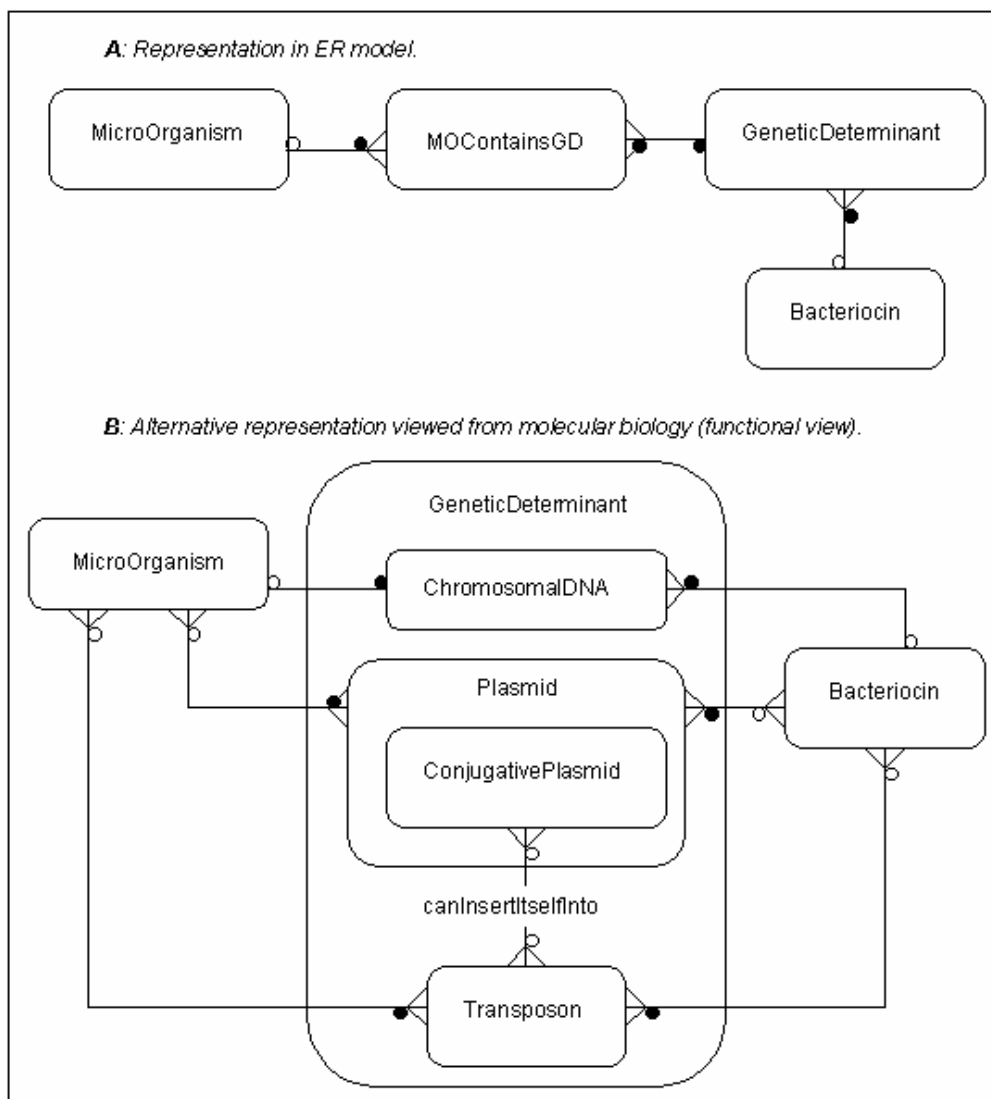 A: Representation in ER model.
MicroOrganism
MOContainsGD
GeneticDeterminant
Bacteriocin
B: Alternative representation viewed from molecular biology (functional view).
GeneticDeterminant
MicroOrganism
ChromosomalDNA
Plasmid
Bacteriocin
ConjugativePlasmid
canInsertItselfInto
Transposon